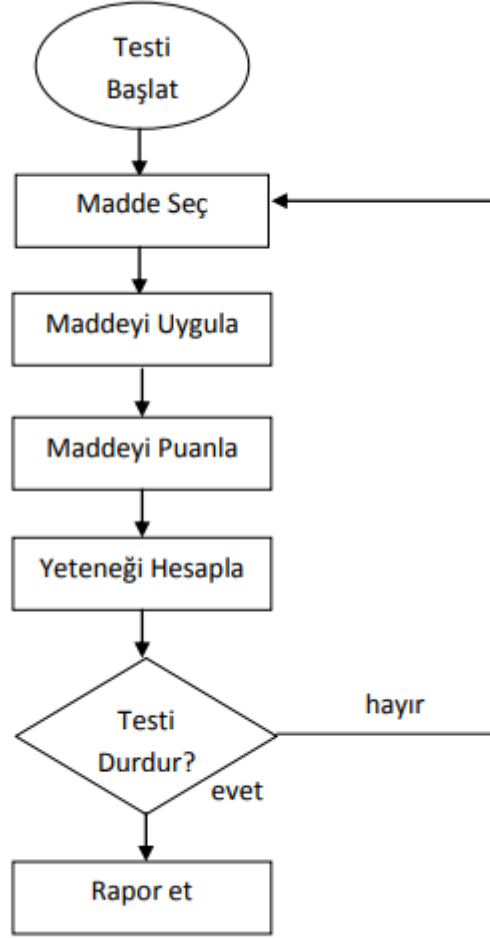 Testi
Başlat
Madde Seç
Maddeyi Uygula
Maddeyi Puanla
Yeteneği Hesapla
Testi
Durdur?
hayır
evet
Rapor et